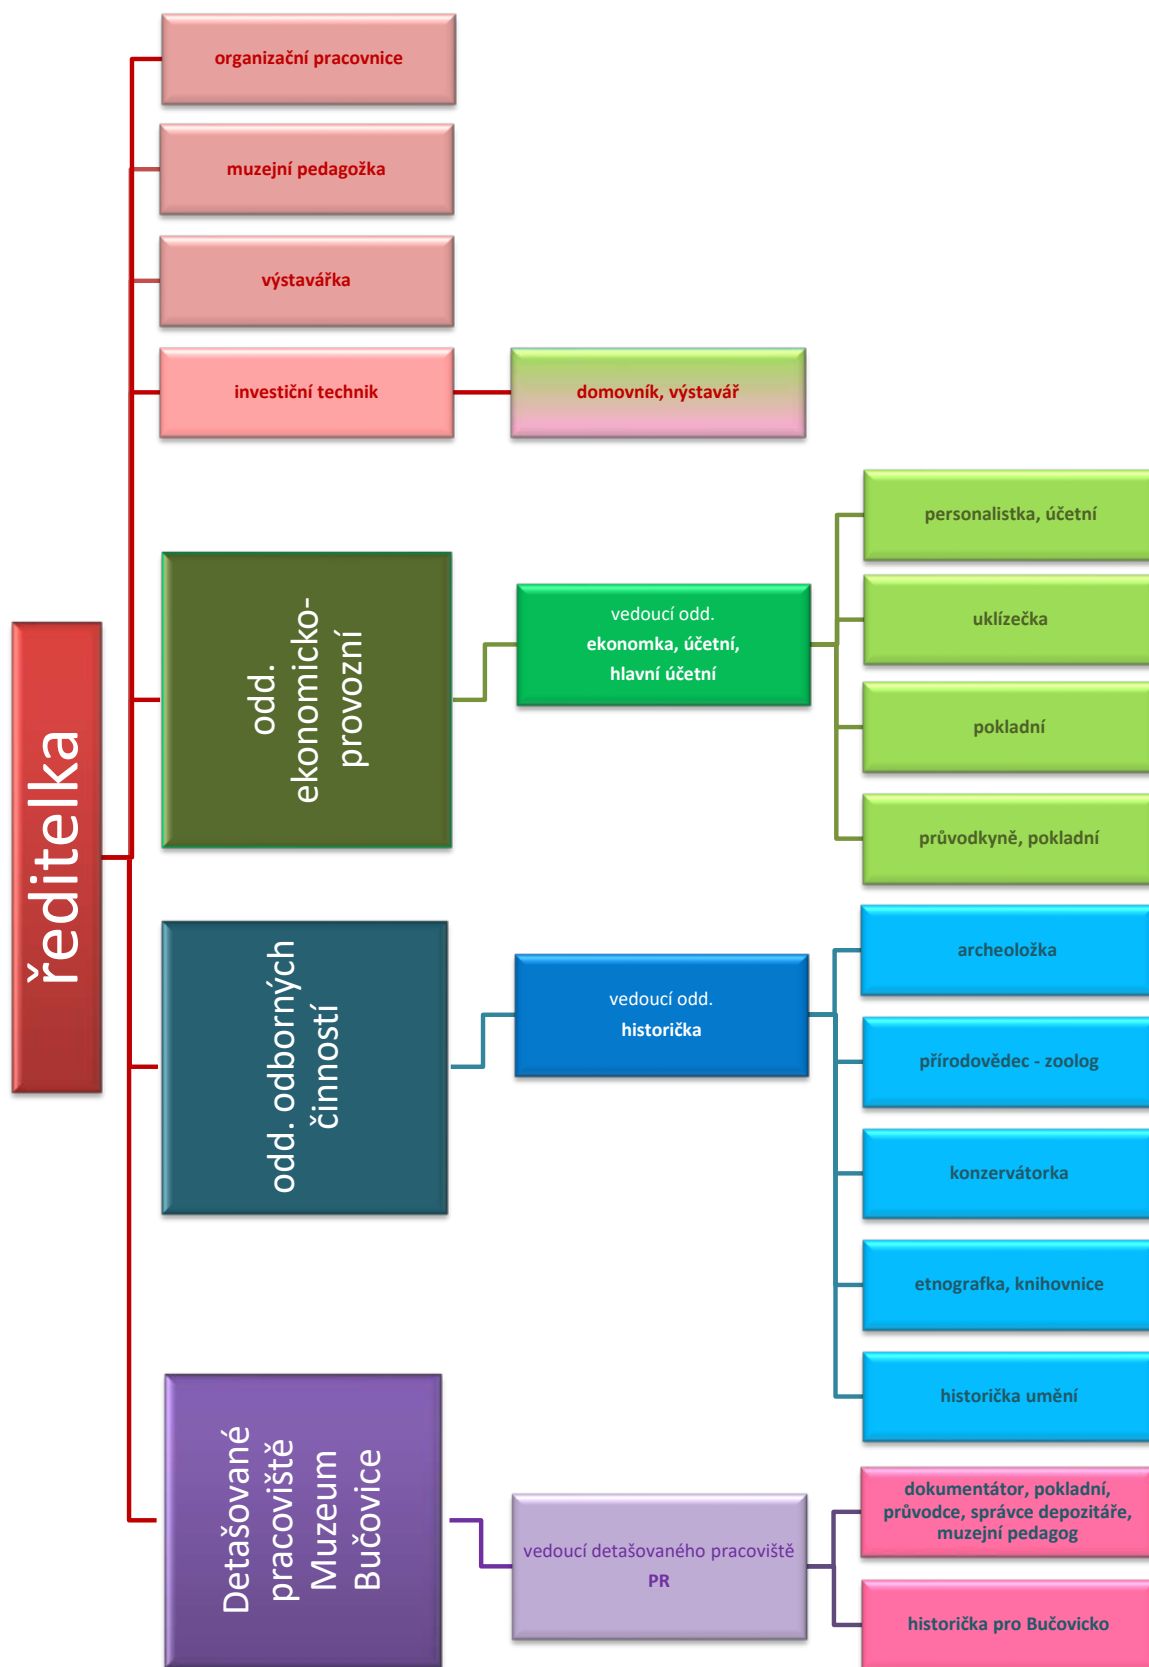 ředitelka
organizační pracovnice
muzejní pedagožka
výstavářka
investiční technik
domovník, výstavář
odd.
ekonomicko-
provozní
vedoucí odd.
ekonomka, účetní,
hlavní účetní
personalistka, účetní
uklízečka
pokladní
průvodkyně, pokladní
odd. odborných
činností
vedoucí odd.
historička
archeoložka
přírodovědec - zoolog
konzervátorka
etnografka, knihovnice
historička umění
Detašované
pracoviště
Muzeum
Bučovice
vedoucí detašovaného pracoviště
PR
dokumentátor, pokladní,
průvodce, správce depozitáře,
muzejní pedagog
historička pro Bučovicko